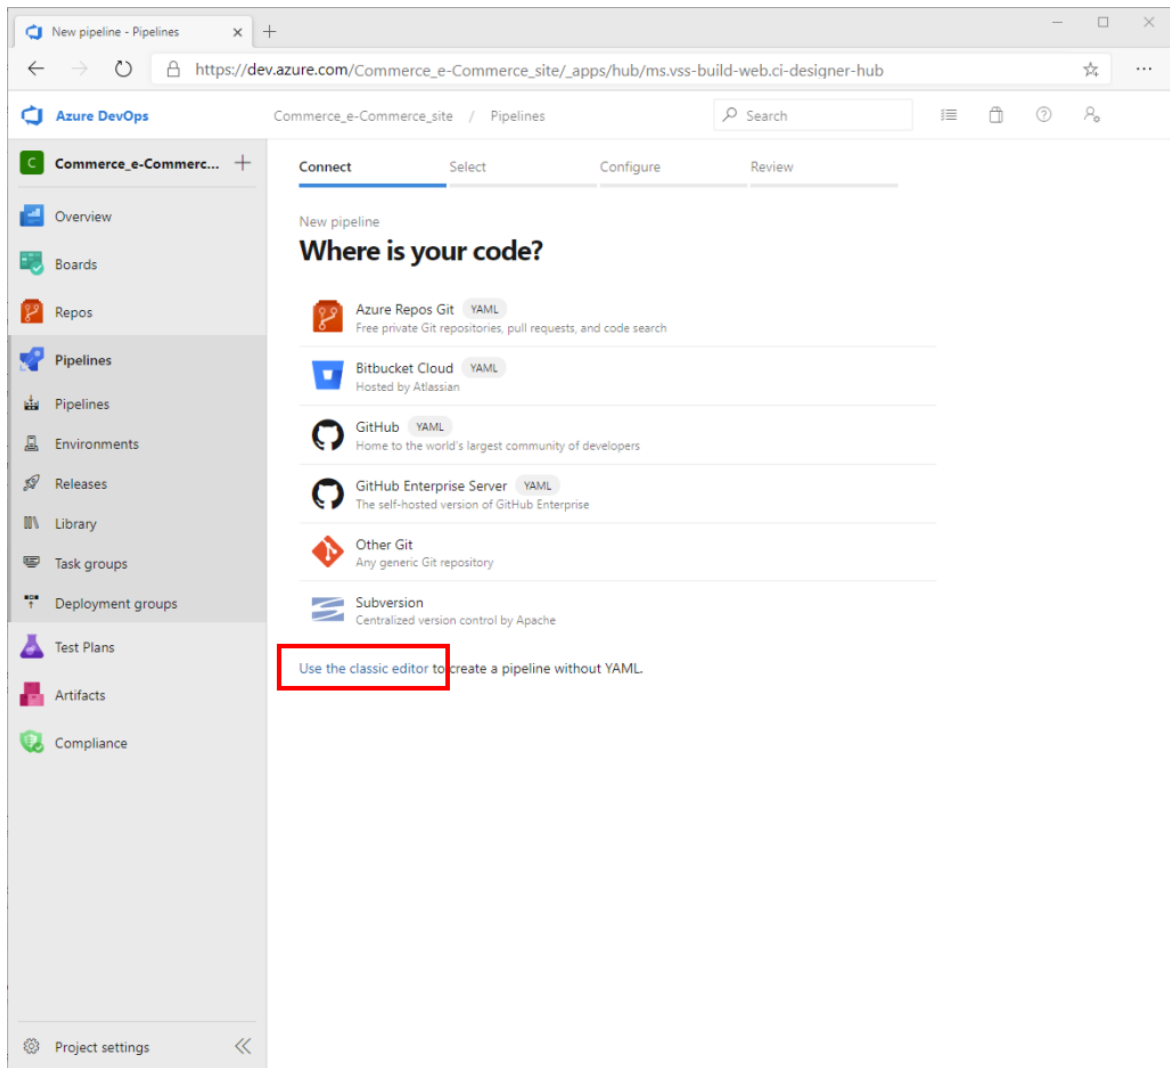 New pipeline - Pipelines
https://dev.azure.com/Commerce_e-Commerce_site/_apps/hub/ms.vss-build-web.ci-designer-hub
Azure DevOps
Commerce_e-Commerce_site / Pipelines
Search
C Commerce_e-Commerc...
Overview
Boards
Repos
Pipelines
Pipelines
Environments
Releases
Library
Task groups
Deployment groups
Test Plans
Artifacts
Compliance
Project settings
Connect Select Configure Review
New pipeline
Where is your code?
Azure Repos Git YAML
Free private Git repositories, pull requests, and code search
Bitbucket Cloud YAML
Hosted by Atlassian
GitHub YAML
Home to the world's largest community of developers
GitHub Enterprise Server YAML
The self-hosted version of GitHub Enterprise
Other Git
Any generic Git repository
Subversion
Centralized version control by Apache
Use the classic editor to create a pipeline without YAML.